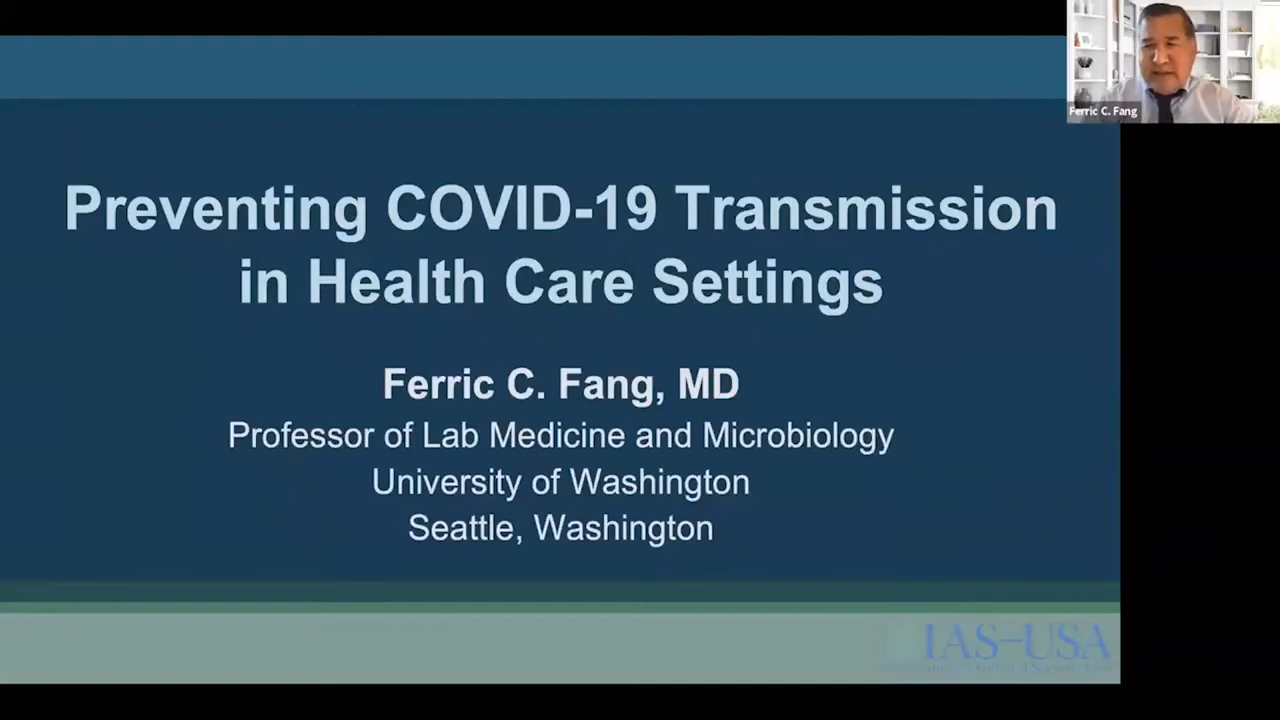 Preventing COVID-19 Transmission
in Health Care Settings
Ferric C. Fang, MD
Professor of Lab Medicine and Microbiology
University of Washington
Seattle, Washington
IAS–USA
Ferric C. Fang